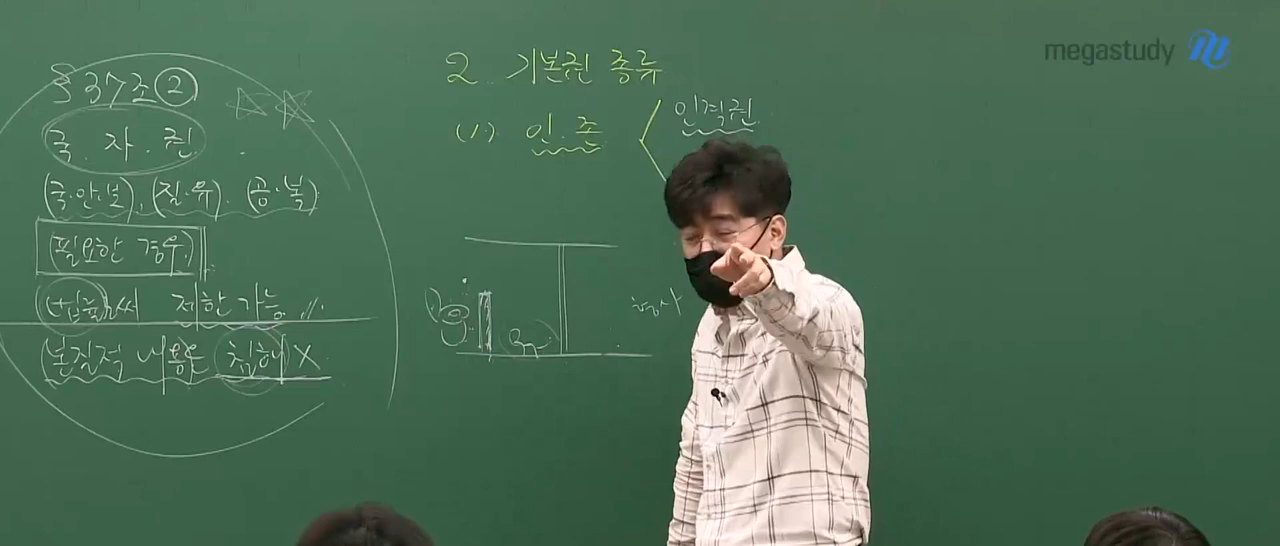 § 37조 ②
국. 자. 권
(국·안·보), (질·유). (공·복)
(필요한 경우)
(법률)로써 제한 가능
(본질적 내용은 침해 X
2. 기본권 종류
(1) 인. 존
인격권
형사
megastudy